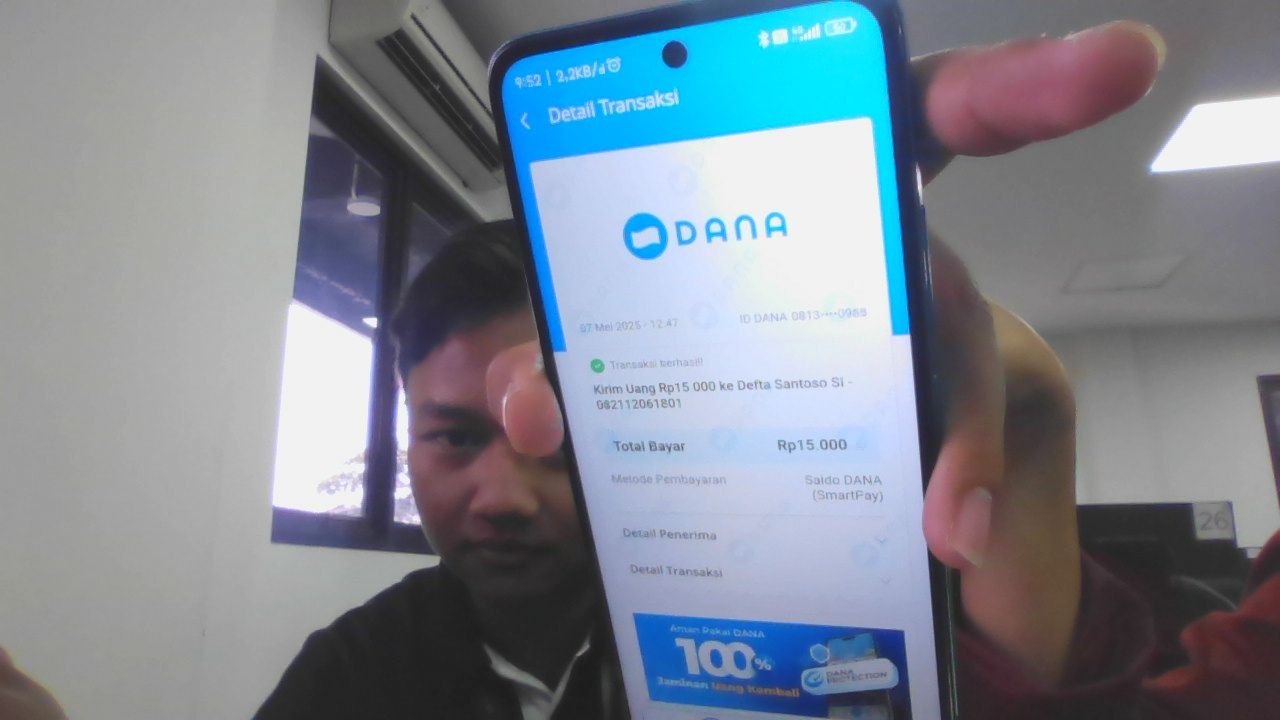 9:52 | 2,2KB/d
Detail Transaksi
DANA
07 Mei 2025 - 12:47
ID DANA 0813····0988
Transaksi berhasil!
Kirim Uang Rp15.000 ke Defta Santoso SI -
082112061801
Total Bayar Rp15.000
Metode Pembayaran Saldo DANA
(SmartPay)
Detail Penerima
Detail Transaksi
Aman Pakai DANA
100%
Jaminan Uang Kembali
DANA
PROTECTION
26